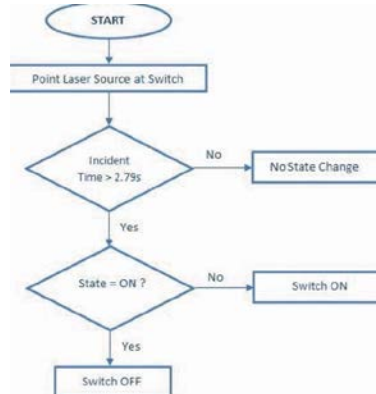 START
Point Laser Source at Switch
Incident
Time > 2.79s
No
No State Change
Yes
State = ON ?
No
Switch ON
Yes
Switch OFF